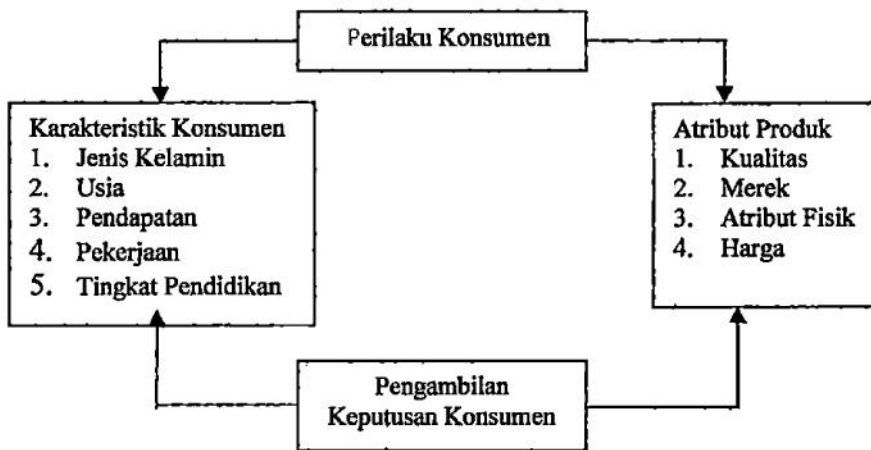 Perilaku Konsumen
Karakteristik Konsumen
1. Jenis Kelamin
2. Usia
3. Pendapatan
4. Pekerjaan
5. Tingkat Pendidikan
Atribut Produk
1. Kualitas
2. Merek
3. Atribut Fisik
4. Harga
Pengambilan
Keputusan Konsumen